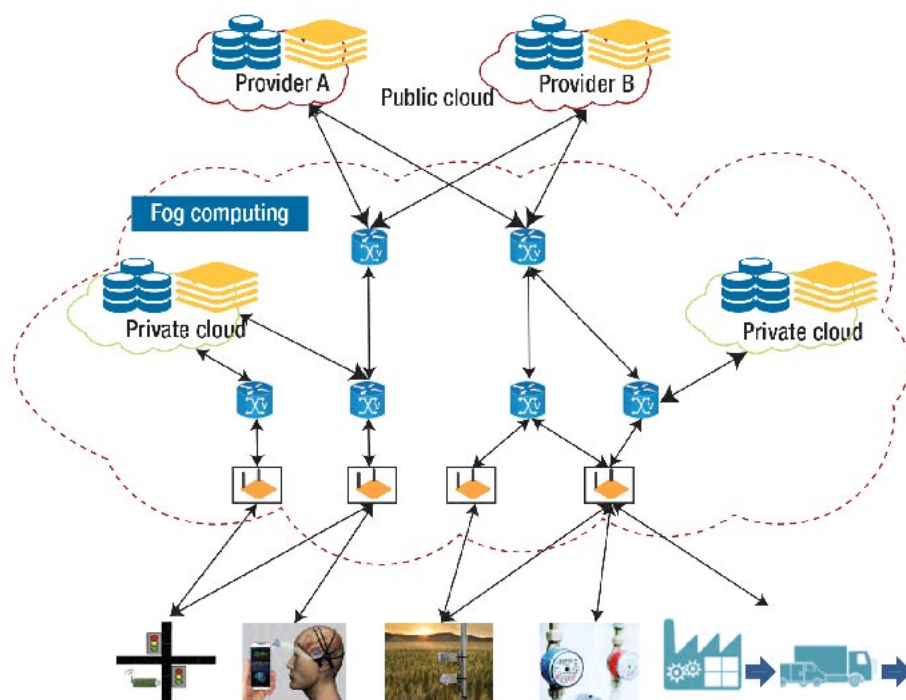 Provider A
Public cloud
Provider B
Fog computing
Private cloud
Private cloud